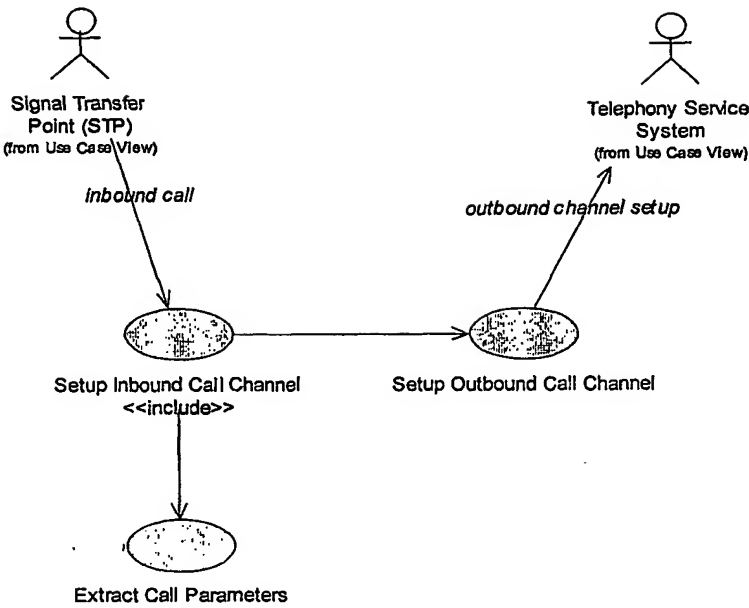 Signal Transfer
Point (STP)
(from Use Case View)
Telephony Service
System
(from Use Case View)
inbound call
outbound channel setup
Setup Inbound Call Channel
<<include>>
Setup Outbound Call Channel
Extract Call Parameters